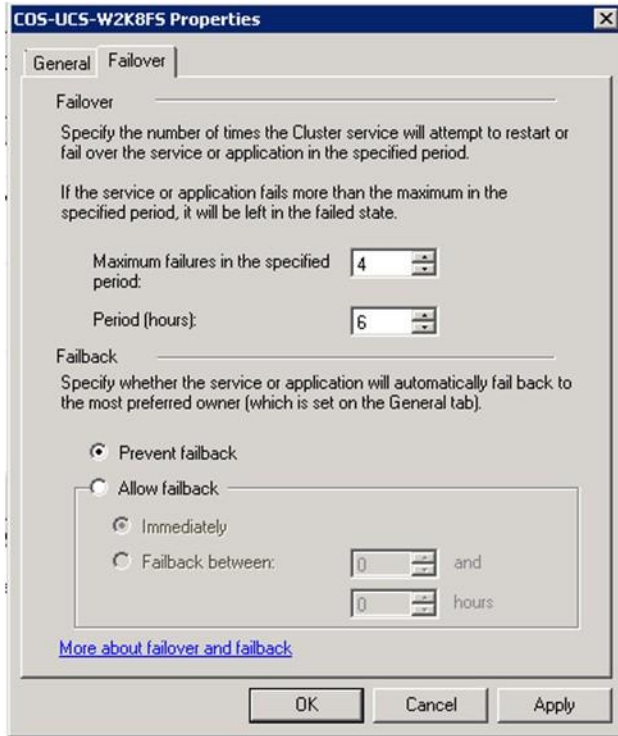 COS-UCS-W2K8FS Properties
General
Failover
Failover
Specify the number of times the Cluster service will attempt to restart or
fail over the service or application in the specified period.
If the service or application fails more than the maximum in the
specified period, it will be left in the failed state.
Maximum failures in the specified
period:
4
Period (hours):
6
Failback
Specify whether the service or application will automatically fail back to
the most preferred owner (which is set on the General tab).
Prevent failback
Allow failback
Immediately
Failback between:
0
and
0
hours
More about failover and failback
OK
Cancel
Apply